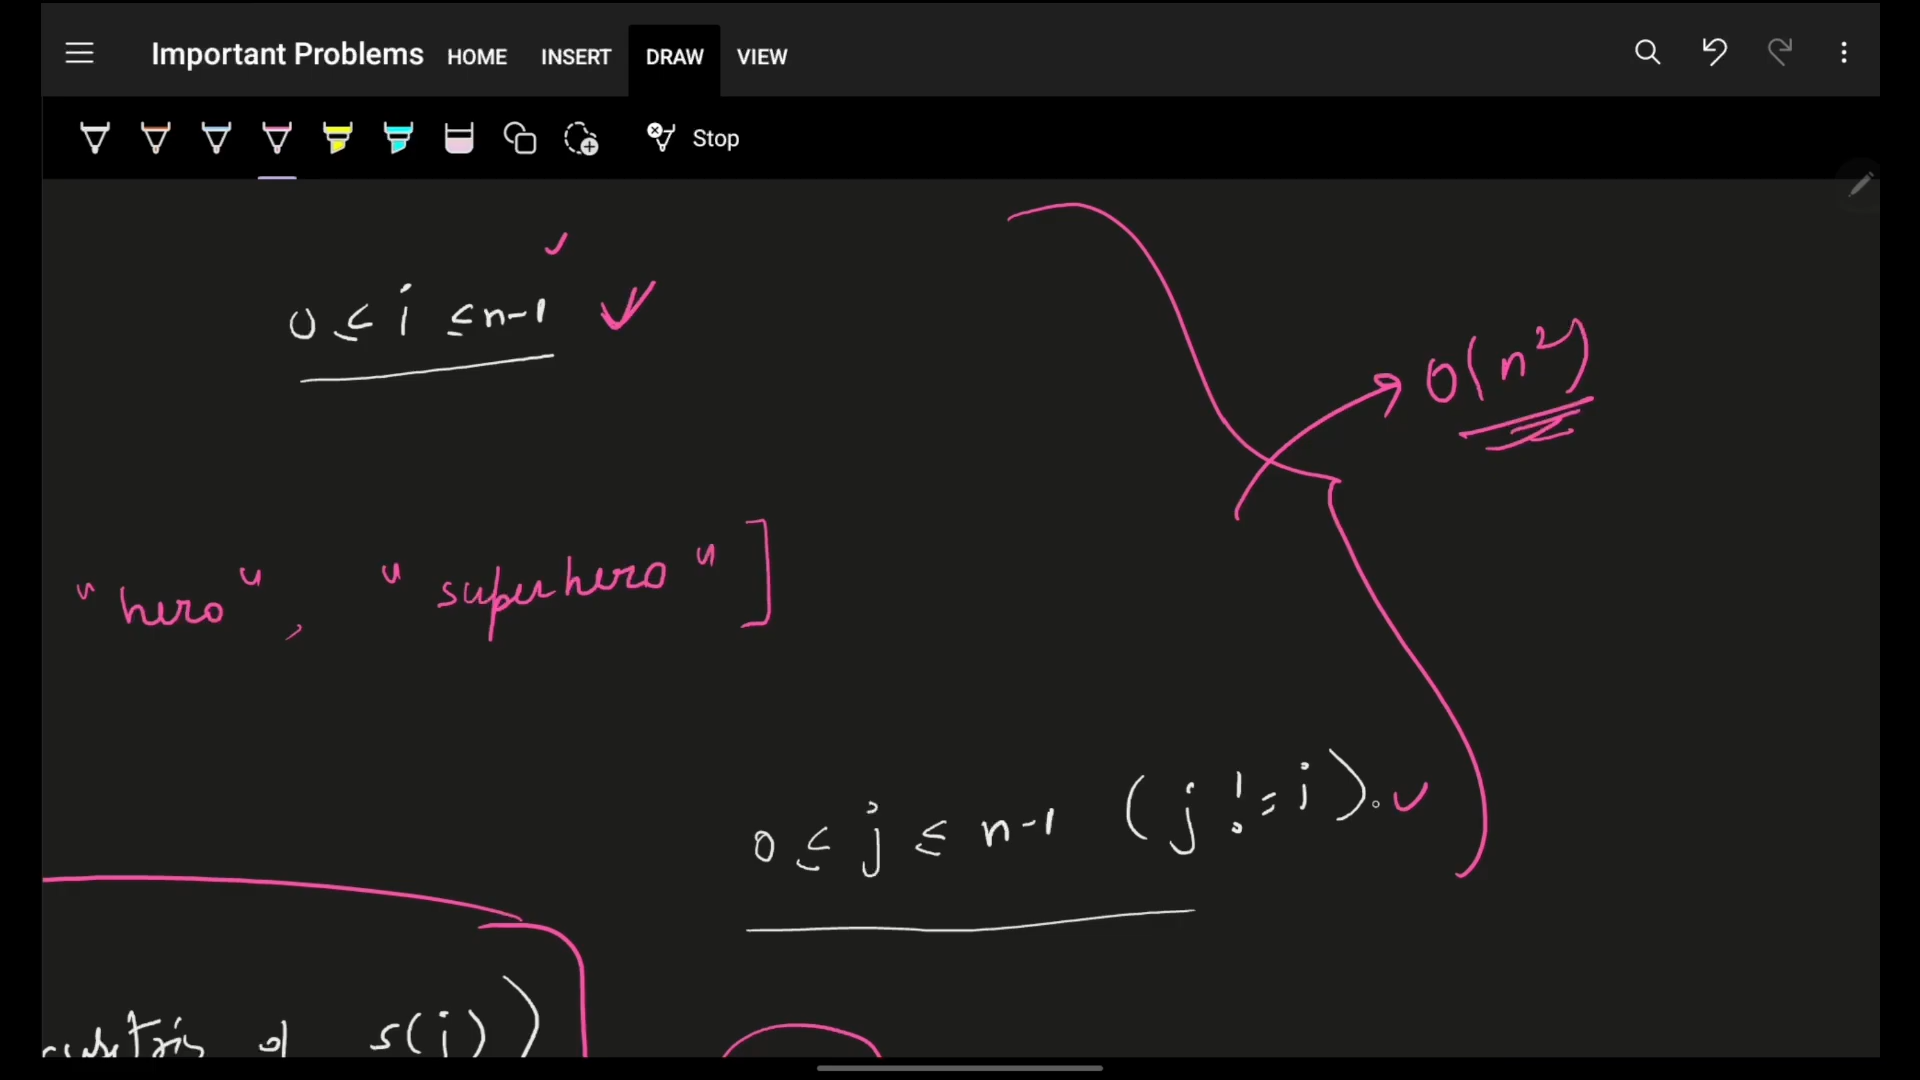 Important Problems HOME INSERT DRAW VIEW
Stop
0 ≤ i ≤ n-1
O(n²)
"hero", "superhero"]
0 ≤ j ≤ n-1 (j != i).
s(j))